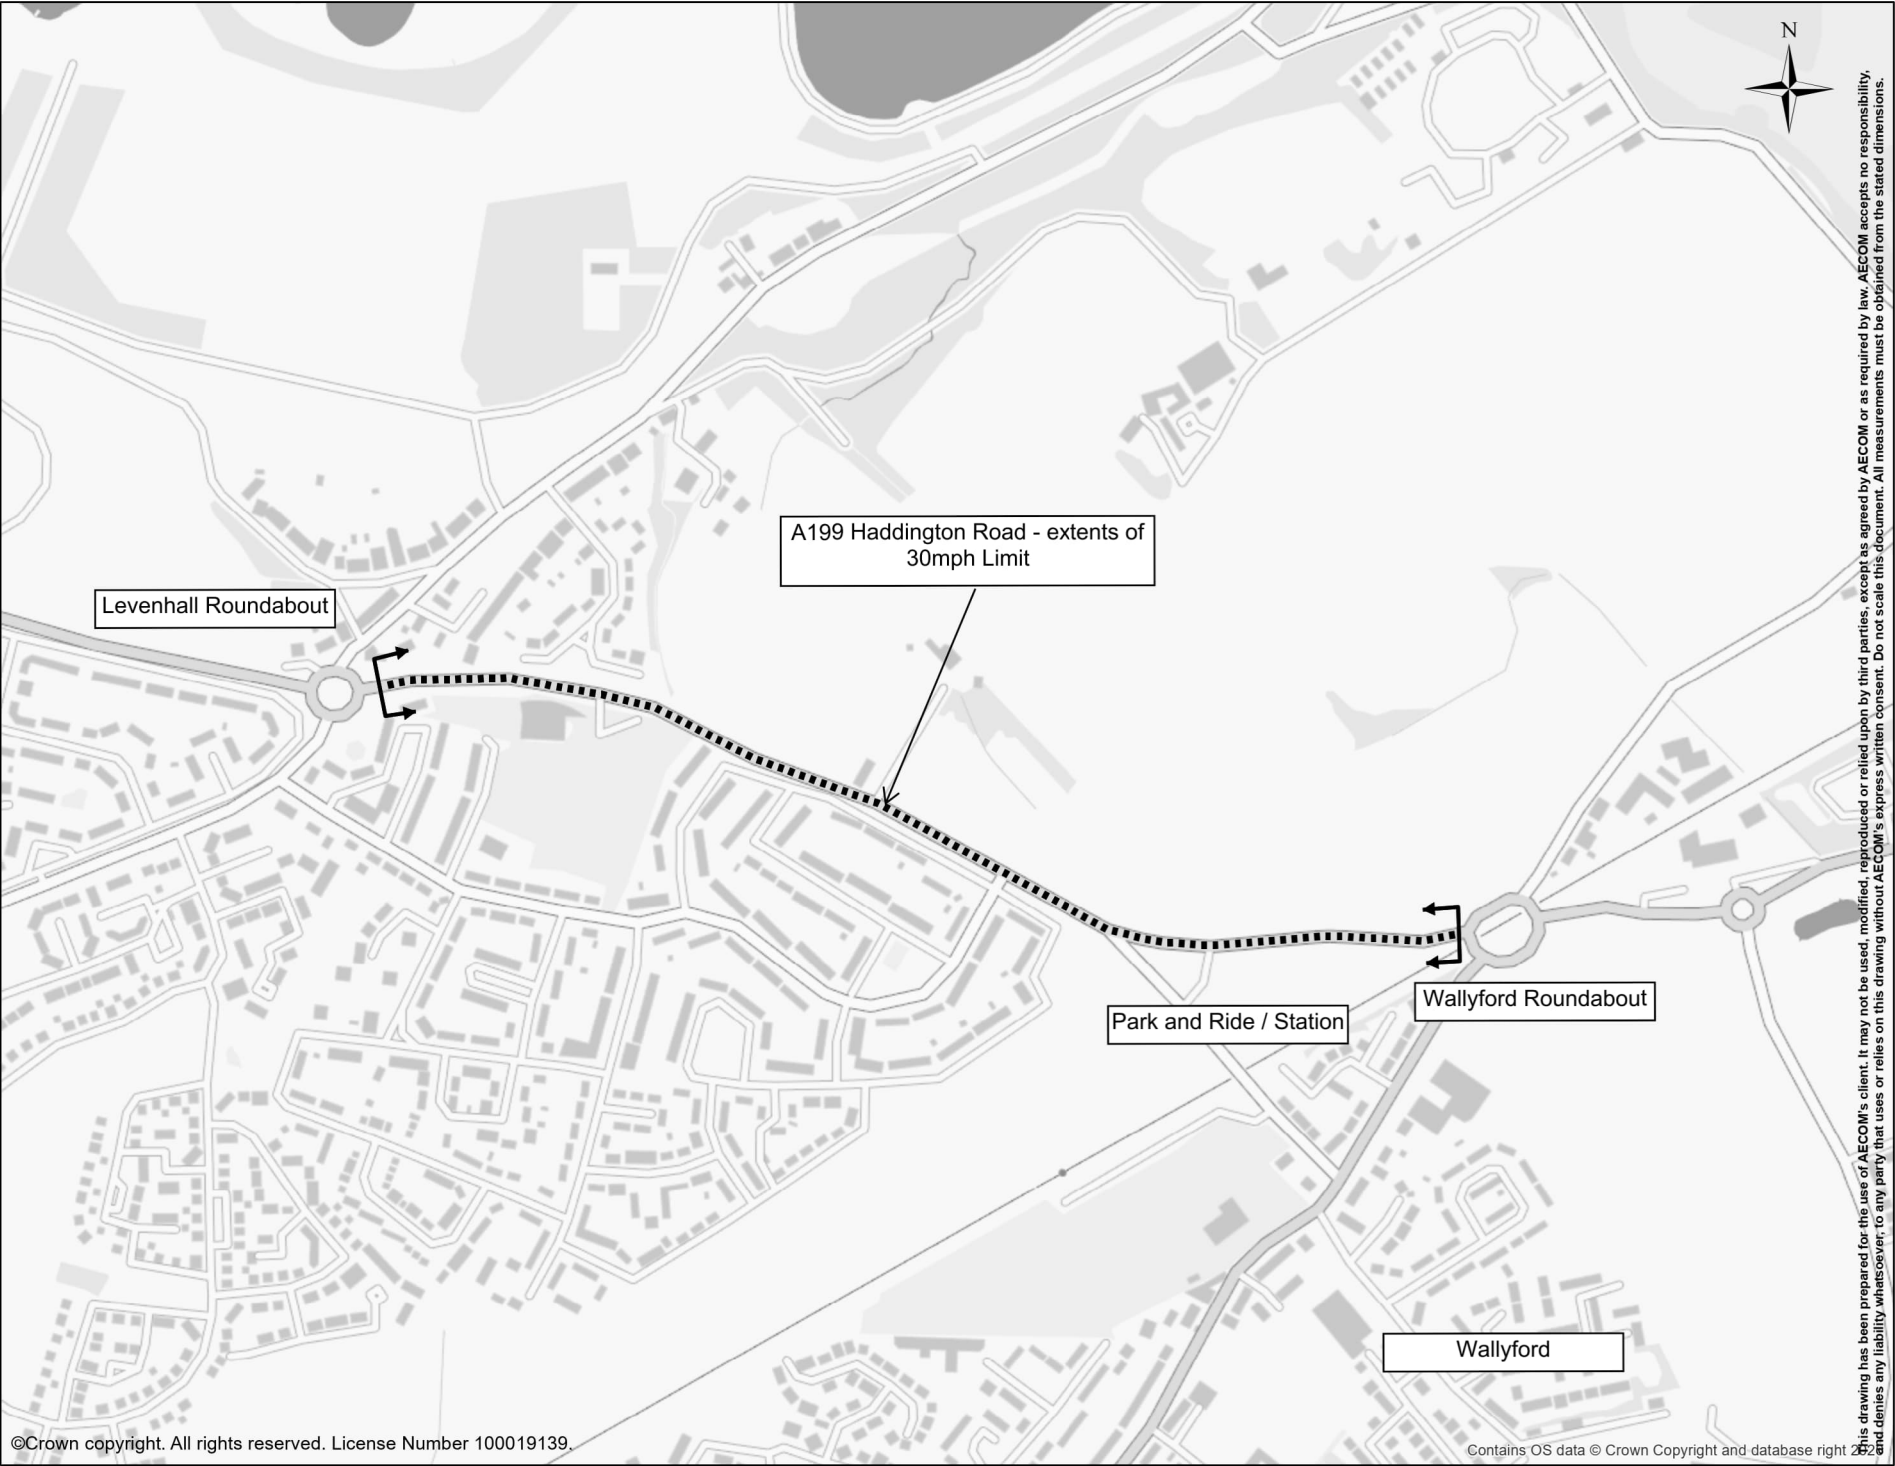 N
A199 Haddington Road - extents of
30mph Limit
Levenhall Roundabout
Wallyford Roundabout
Park and Ride / Station
Wallyford
©Crown copyright. All rights reserved. License Number 100019139.
Contains OS data © Crown Copyright and database right
This drawing has been prepared for the use of AECOM's client. It may not be used, modified, reproduced or relied upon by third parties, except as agreed by AECOM or as required by law. AECOM accepts no responsibility,
and denies any liability whatsoever, to any party that uses or relies on this drawing without AECOM's express written consent. Do not scale this document. All measurements must be obtained from the stated dimensions.